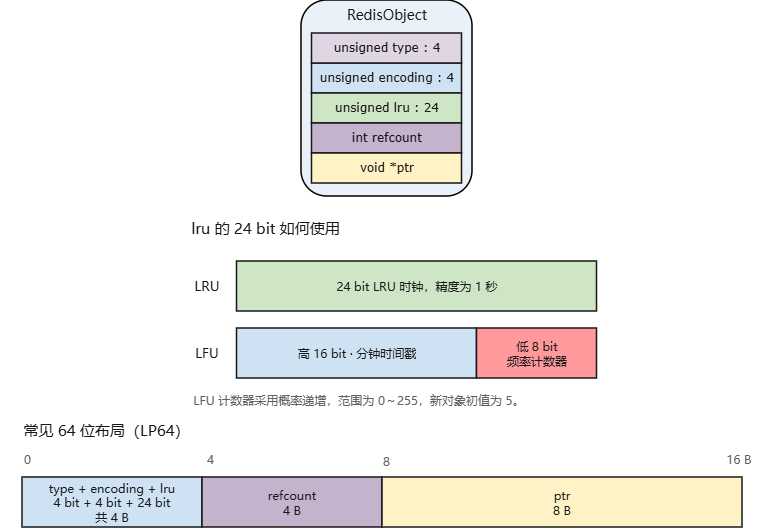 RedisObject
unsigned type : 4
unsigned encoding : 4
unsigned lru : 24
int refcount
void *ptr
lru 的 24 bit 如何使用
LRU
24 bit LRU 时钟，精度为 1 秒
LFU
高 16 bit · 分钟时间戳
低 8 bit
频率计数器
LFU 计数器采用概率递增，范围为 0～255，新对象初值为 5。
常见 64 位布局（LP64）
0
4
8
16 B
type + encoding + lru
4 bit + 4 bit + 24 bit
共 4 B
refcount
4 B
ptr
8 B